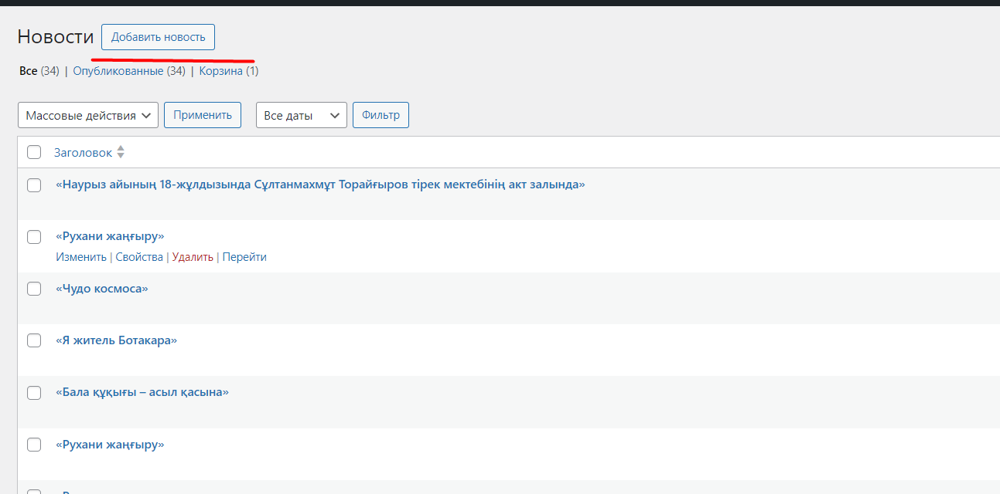 Новости Добавить новость
Все (34) | Опубликованные (34) | Корзина (1)
Массовые действия Применить Все даты Фильтр
Заголовок
«Наурыз айының 18-жұлдызында Сұлтанмахмұт Торайғыров тірек мектебінің акт залында»
«Рухани жаңғыру»
Изменить | Свойства | Удалить | Перейти
«Чудо космоса»
«Я житель Ботакара»
«Бала құқығы – асыл қасына»
«Рухани жаңғыру»